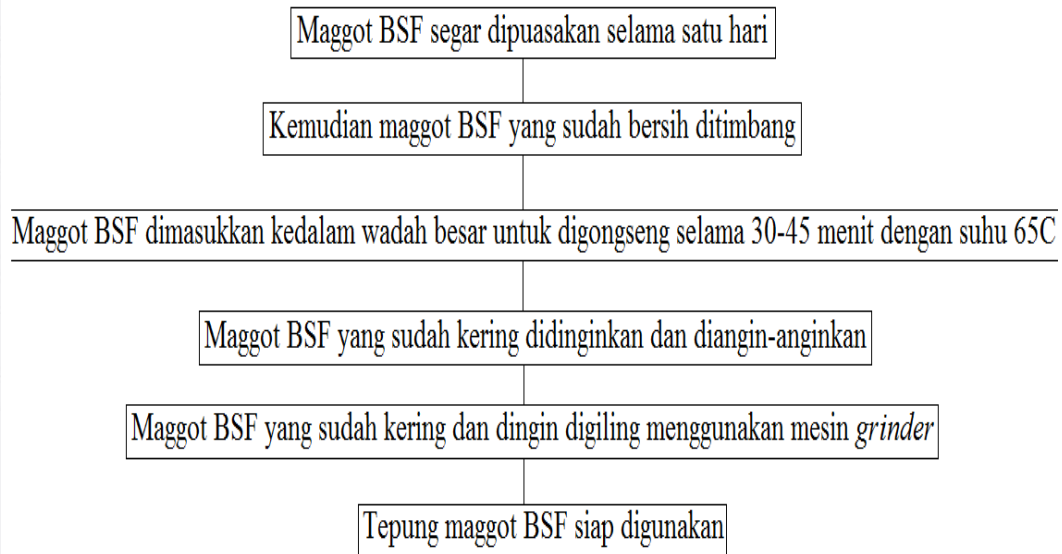 Maggot BSF segar dipuasakan selama satu hari
Kemudian maggot BSF yang sudah bersih ditimbang
Maggot BSF dimasukkan kedalam wadah besar untuk digongseng selama 30-45 menit dengan suhu 65C
Maggot BSF yang sudah kering didinginkan dan diangin-anginkan
Maggot BSF yang sudah kering dan dingin digiling menggunakan mesin grinder
Tepung maggot BSF siap digunakan